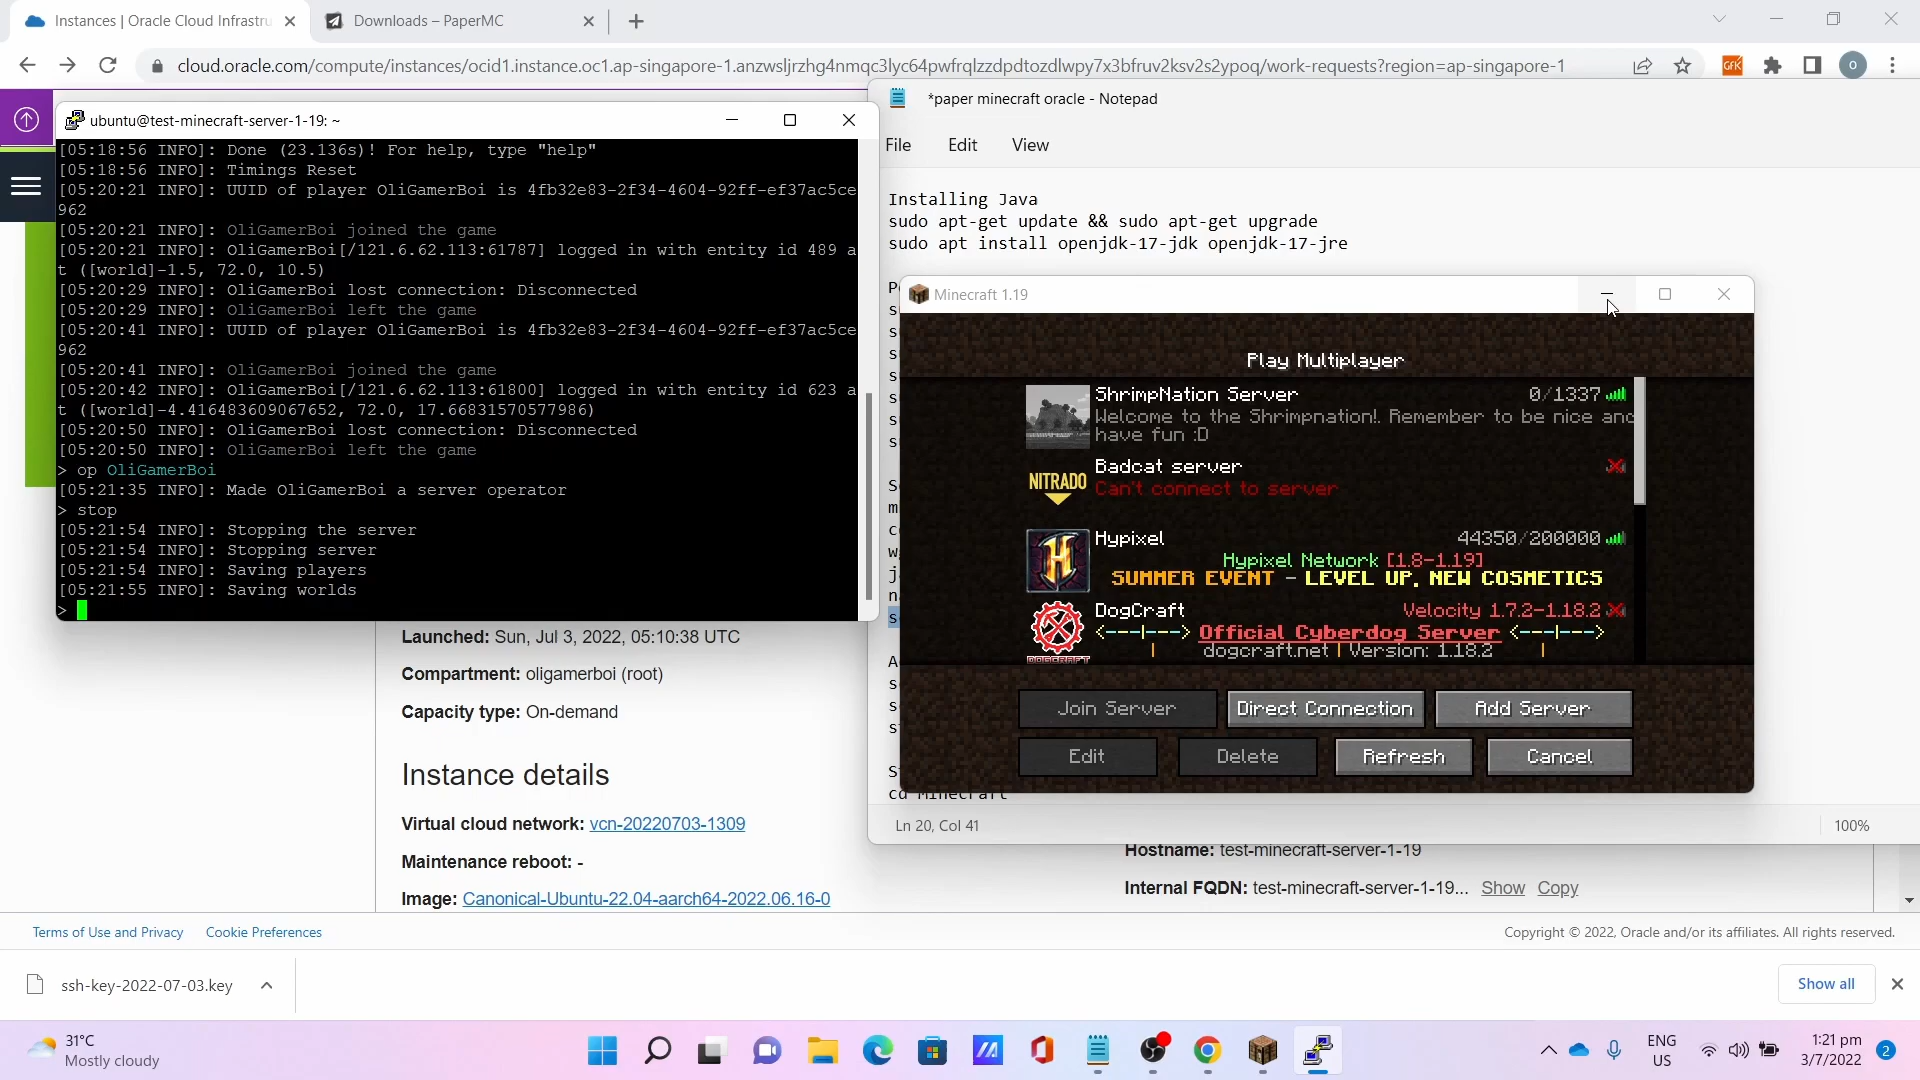 Instances | Oracle Cloud Infrastru
Downloads – PaperMC
cloud.oracle.com/compute/instances/ocid1.instance.oc1.ap-singapore-1.anzwsljrzhg4nmqc3lyc64pwfrqlzzdpdtozdlwpy7x3bfruv2ksv2s2ypoq/work-requests?region=ap-singapore-1
GFK
O
ubuntu@test-minecraft-server-1-19: ~
[05:18:56 INFO]: Done (23.136s)! For help, type "help"
[05:18:56 INFO]: Timings Reset
[05:20:21 INFO]: UUID of player OliGamerBoi is 4fb32e83-2f34-4604-92ff-ef37ac5ce
962
[05:20:21 INFO]: OliGamerBoi joined the game
[05:20:21 INFO]: OliGamerBoi[/121.6.62.113:61787] logged in with entity id 489 a
t ([world]-1.5, 72.0, 10.5)
[05:20:29 INFO]: OliGamerBoi lost connection: Disconnected
[05:20:29 INFO]: OliGamerBoi left the game
[05:20:41 INFO]: UUID of player OliGamerBoi is 4fb32e83-2f34-4604-92ff-ef37ac5ce
962
[05:20:41 INFO]: OliGamerBoi joined the game
[05:20:42 INFO]: OliGamerBoi[/121.6.62.113:61800] logged in with entity id 623 a
t ([world]-4.416483609067652, 72.0, 17.66831570577986)
[05:20:50 INFO]: OliGamerBoi lost connection: Disconnected
[05:20:50 INFO]: OliGamerBoi left the game
> op OliGamerBoi
[05:21:35 INFO]: Made OliGamerBoi a server operator
> stop
[05:21:54 INFO]: Stopping the server
[05:21:54 INFO]: Stopping server
[05:21:54 INFO]: Saving players
[05:21:55 INFO]: Saving worlds
>
*paper minecraft oracle - Notepad
File Edit View
Installing Java
sudo apt-get update && sudo apt-get upgrade
sudo apt install openjdk-17-jdk openjdk-17-jre
cd Minecraft
Ln 20, Col 41
100%
Minecraft 1.19
Play Multiplayer
ShrimpNation Server 0/1337
Welcome to the Shrimpnation!. Remember to be nice and
have fun :D
NITRADO
Badcat server
Can't connect to server
Hypixel 44350/200000
Hypixel Network [1.8-1.19]
SUMMER EVENT - LEVEL UP, NEW COSMETICS
DOGCRAFT
DogCraft Velocity 1.7.2-1.18.2
<---|---> Official Cyberdog Server <---|--->
| dogcraft.net | Version: 1.18.2 |
Join Server Direct Connection Add Server
Edit Delete Refresh Cancel
Launched: Sun, Jul 3, 2022, 05:10:38 UTC
Compartment: oligamerboi (root)
Capacity type: On-demand
Instance details
Virtual cloud network: vcn-20220703-1309
Maintenance reboot: -
Image: Canonical-Ubuntu-22.04-aarch64-2022.06.16-0
Hostname: test-minecraft-server-1-19
Internal FQDN: test-minecraft-server-1-19... Show Copy
Terms of Use and Privacy Cookie Preferences
Copyright © 2022, Oracle and/or its affiliates. All rights reserved.
ssh-key-2022-07-03.key
Show all
31°C
Mostly cloudy
ENG
US
1:21 pm
3/7/2022
2